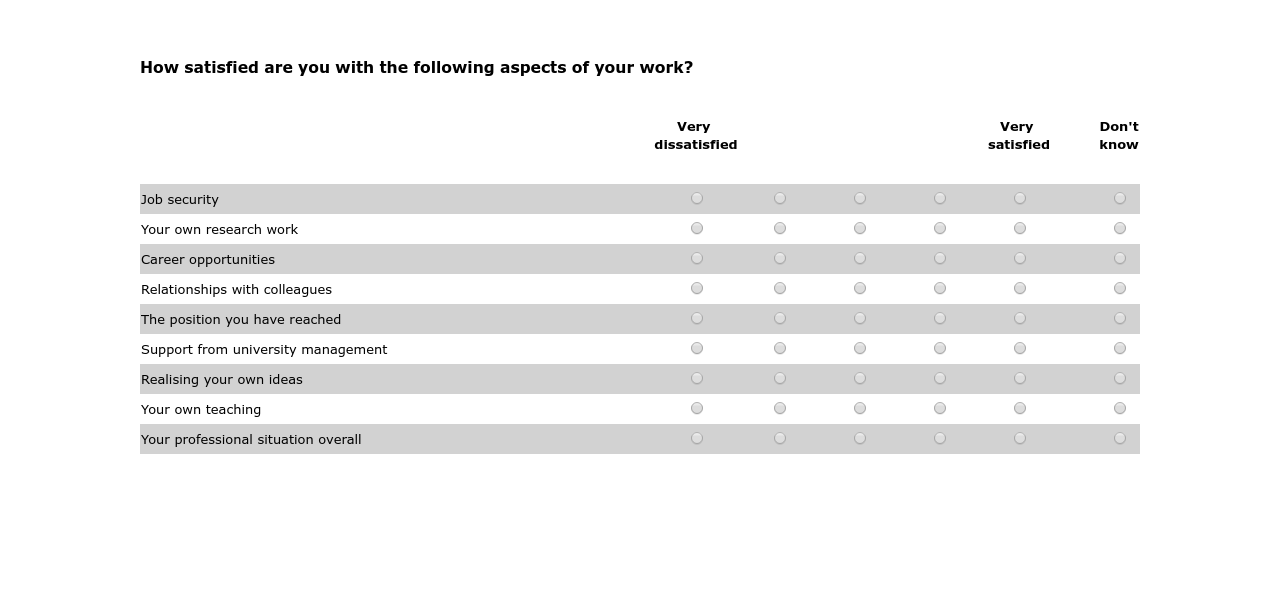 How satisfied are you with the following aspects of your work?
Very dissatisfied
Very satisfied
Don't know
Job security
Your own research work
Career opportunities
Relationships with colleagues
The position you have reached
Support from university management
Realising your own ideas
Your own teaching
Your professional situation overall